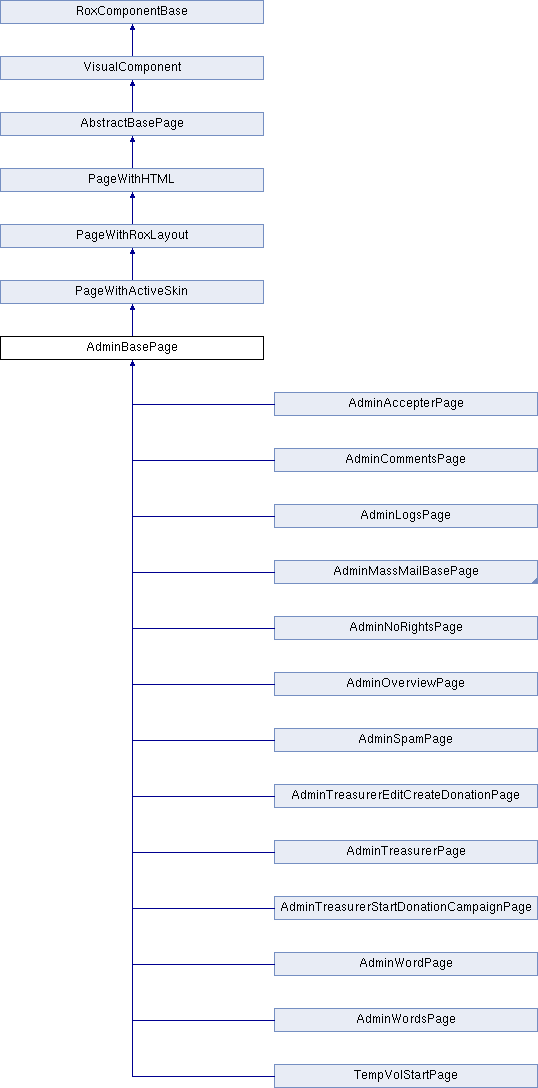 RoxComponentBase
VisualComponent
AbstractBasePage
PageWithHTML
PageWithRoxLayout
PageWithActiveSkin
AdminBasePage
AdminAccepterPage
AdminCommentsPage
AdminLogsPage
AdminMassMailBasePage
AdminNoRightsPage
AdminOverviewPage
AdminSpamPage
AdminTreasurerEditCreateDonationPage
AdminTreasurerPage
AdminTreasurerStartDonationCampaignPage
AdminWordPage
AdminWordsPage
TempVolStartPage